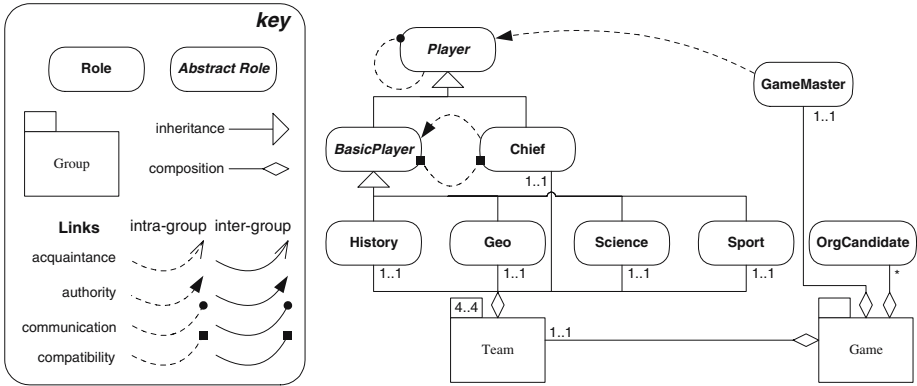 key
Role
Abstract Role
Group
inheritance
composition
Links
intra-group
inter-group
acquaintance
authority
communication
compatibility
Player
GameMaster
1..1
BasicPlayer
Chief
1..1
History
Geo
Science
Sport
OrgCandidate
1..1
1..1
1..1
1..1
*
4..4
Team
1..1
Game